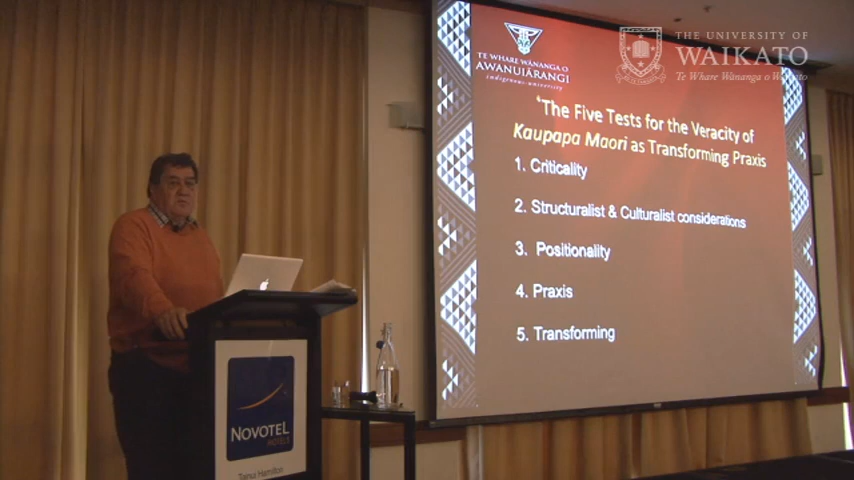 THE UNIVERSITY OF
WAIKATO
Te Whare Wānanga o Waikato
TE WHARE WĀNANGA O
AWANUIĀRANGI
indigenous-university
'The Five Tests for the Veracity of
Kaupapa Maori as Transforming Praxis
1. Criticality
2. Structuralist & Culturalist considerations
3. Positionality
4. Praxis
5. Transforming
NOVOTEL
HOTELS
Tainui Hamilton